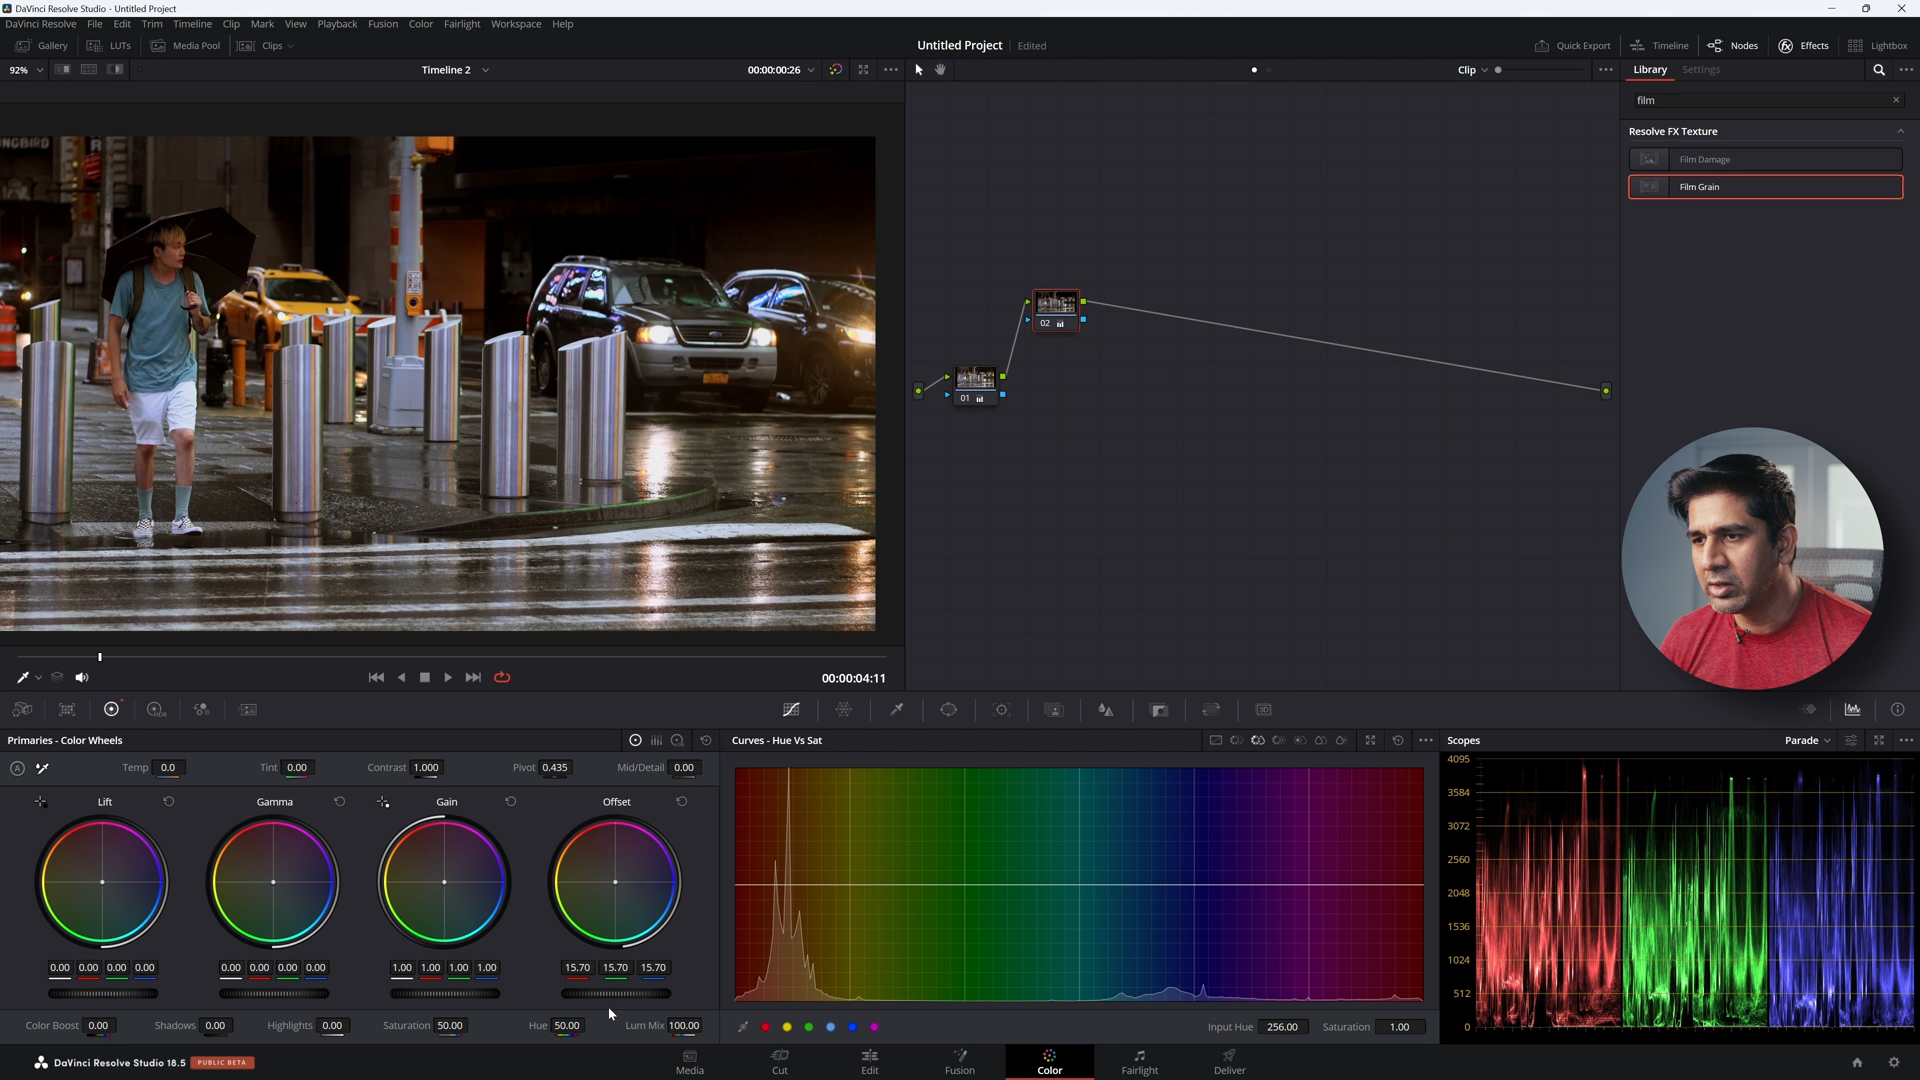 DaVinci Resolve Studio - Untitled Project
DaVinci Resolve File Edit Trim Timeline Clip Mark View Playback Fusion Color Fairlight Workspace Help
Gallery LUTs Media Pool Clips Untitled Project Edited Quick Export Timeline Nodes Effects Lightbox
92% Timeline 2 00:00:00:26 Clip Library Settings
film
Resolve FX Texture
Film Damage
Film Grain
02
01
00:00:04:11
Primaries - Color Wheels Curves - Hue Vs Sat Scopes Parade
A Temp 0.0 Tint 0.00 Contrast 1.000 Pivot 0.435 Mid/Detail 0.00
Lift Gamma Gain Offset
0.00 0.00 0.00 0.00 0.00 0.00 0.00 0.00 1.00 1.00 1.00 1.00 15.70 15.70 15.70
4095
3584
3072
2560
2048
1536
1024
512
0
Color Boost 0.00 Shadows 0.00 Highlights 0.00 Saturation 50.00 Hue 50.00 Lum Mix 100.00 Input Hue 256.00 Saturation 1.00
DaVinci Resolve Studio 18.5 PUBLIC BETA Media Cut Edit Fusion Color Fairlight Deliver